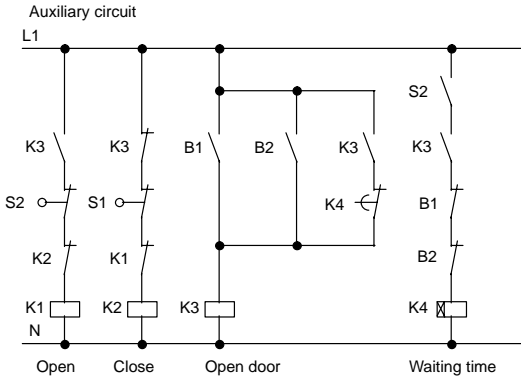 Auxiliary circuit
L1
S2
K3 K3 B1 B2 K3 K3
S2 S1 K4 B1
K2 K1 B2
K1 K2 K3 K4
N
Open Close Open door Waiting time